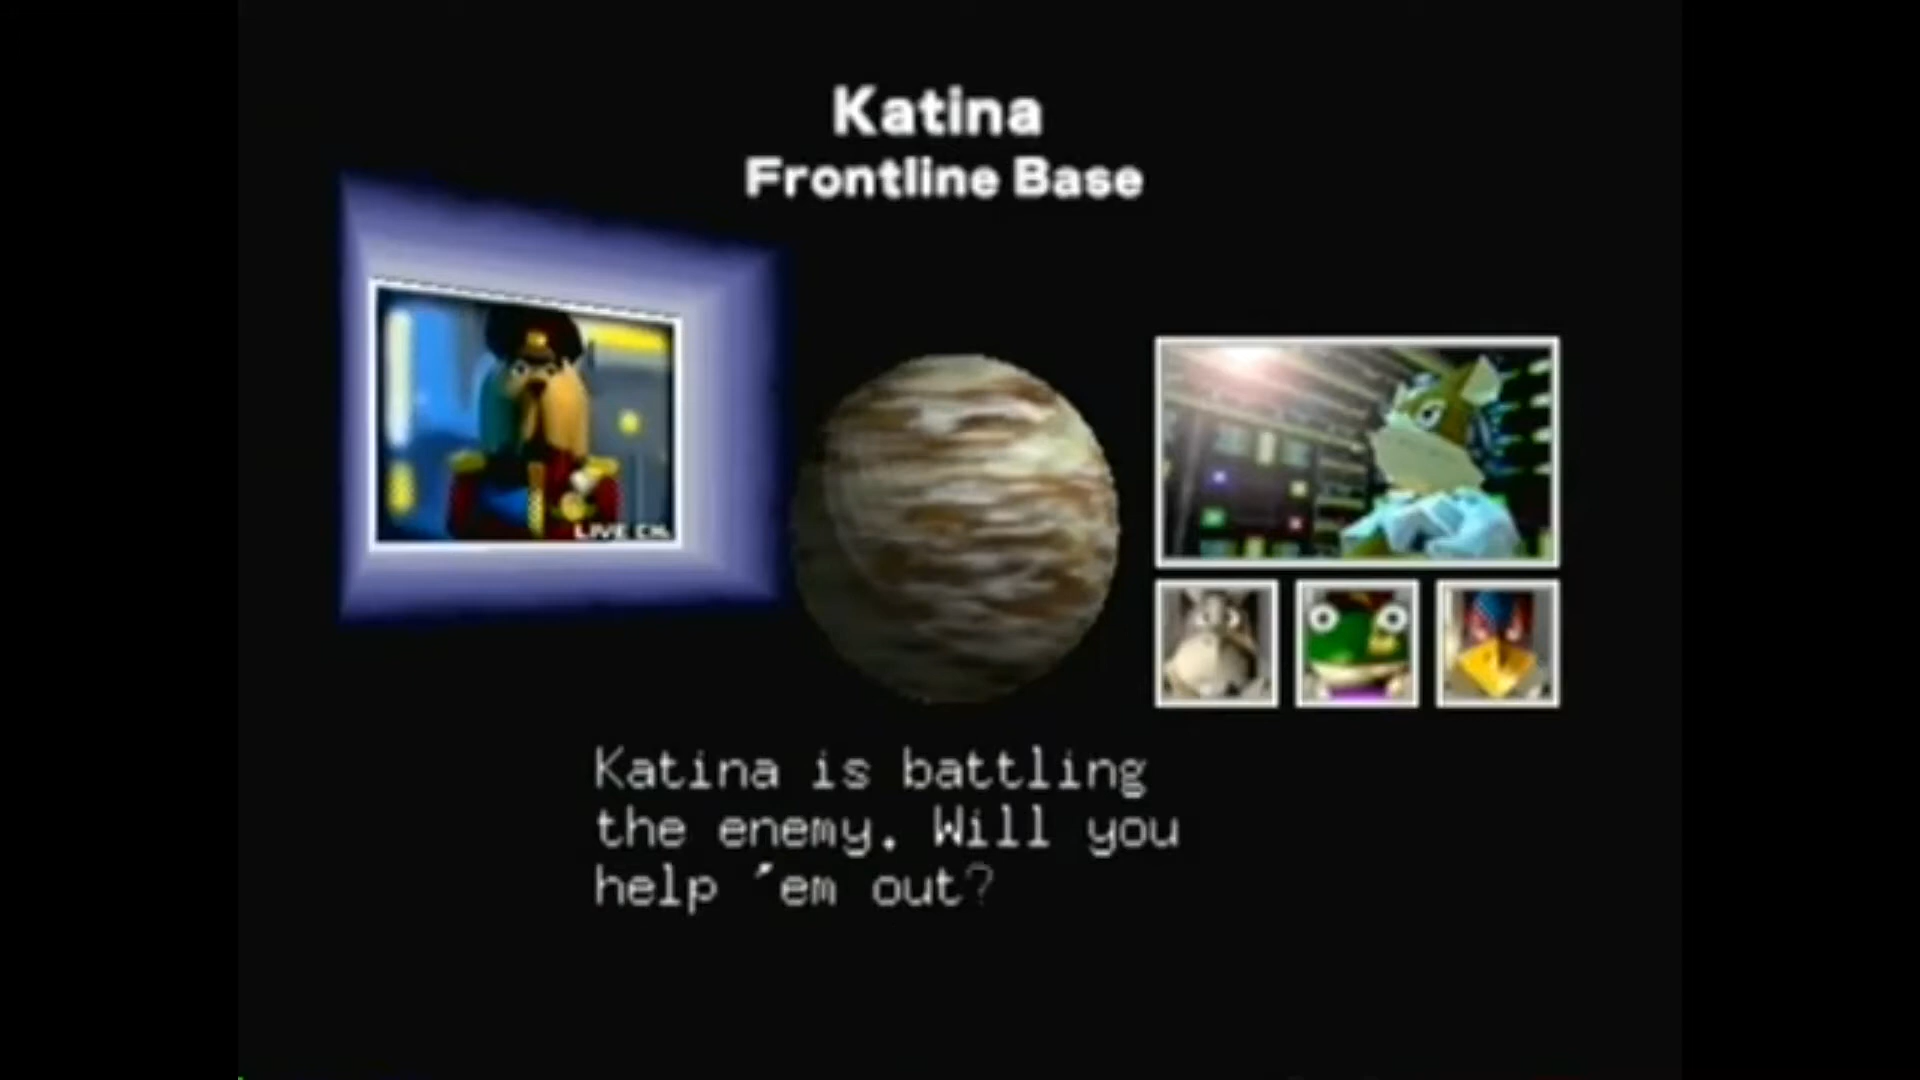 Katina
Frontline Base
LIVE CH.
Katina is battling
the enemy. Will you
help 'em out?